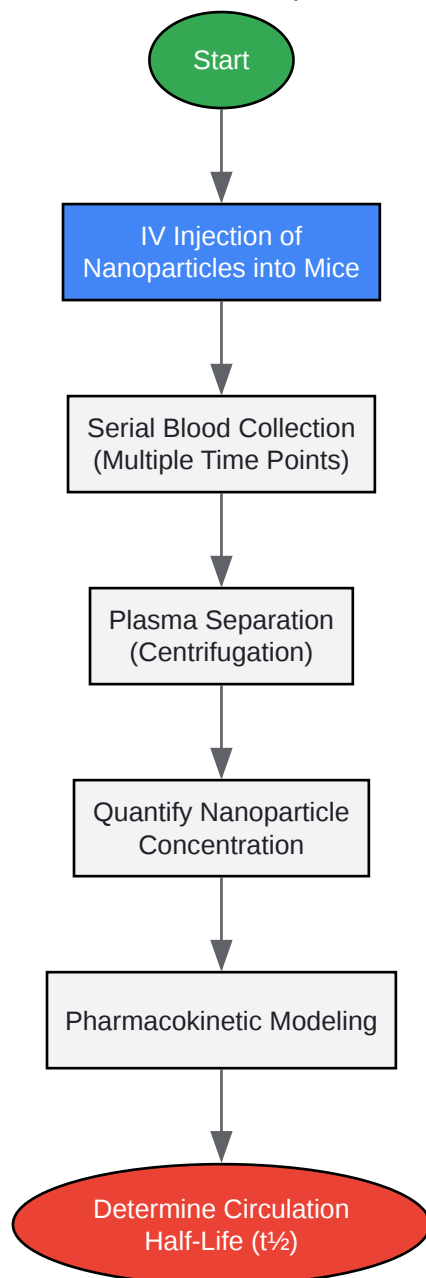 Start
IV Injection of
Nanoparticles into Mice
Serial Blood Collection
(Multiple Time Points)
Plasma Separation
(Centrifugation)
Quantify Nanoparticle
Concentration
Pharmacokinetic Modeling
Determine Circulation
Half-Life (t½)